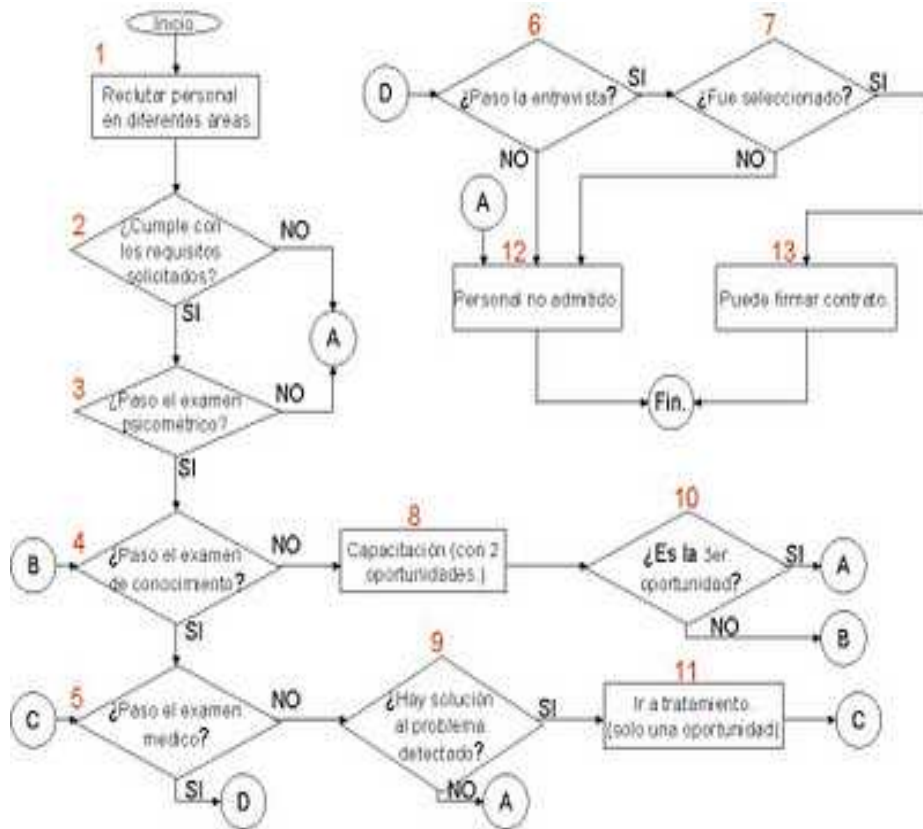 Inicio
1
Reclutar personal
en diferentes áreas
2
¿Cumple con
los requisitos
solicitados?
NO
SI
A
3
¿Paso el examen
psicométrico?
NO
SI
B
4
¿Paso el examen
de conocimiento?
NO
SI
8
Capacitación (con 2
oportunidades.)
10
¿Es la 3er
oportunidad?
SI
A
NO
B
C
5
¿Paso el examen
medico?
NO
SI
D
9
¿Hay solución
al problema
detectado?
SI
NO
A
11
Ir a tratamiento
(solo una oportunidad)
C
D
6
¿Paso la entrevista?
SI
NO
7
¿Fue seleccionado?
SI
NO
A
12
Personal no admitido.
13
Puede firmar contrato.
Fin.